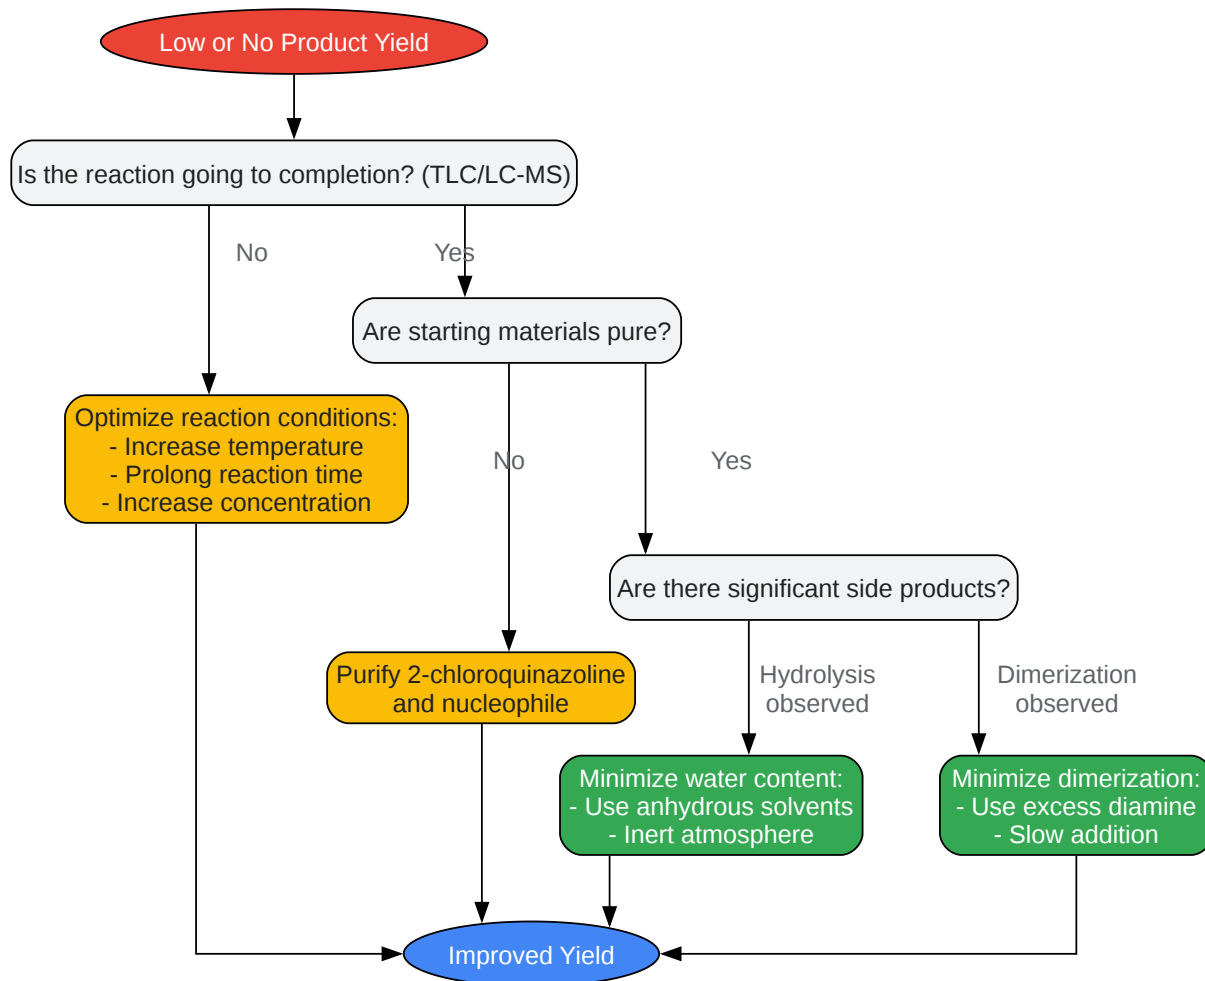 Low or No Product Yield
Is the reaction going to completion? (TLC/LC-MS)
No
Yes
Are starting materials pure?
Optimize reaction conditions:
- Increase temperature
- Prolong reaction time
- Increase concentration
No
Yes
Are there significant side products?
Purify 2-chloroquinazoline
and nucleophile
Hydrolysis
observed
Dimerization
observed
Minimize water content:
- Use anhydrous solvents
- Inert atmosphere
Minimize dimerization:
- Use excess diamine
- Slow addition
Improved Yield